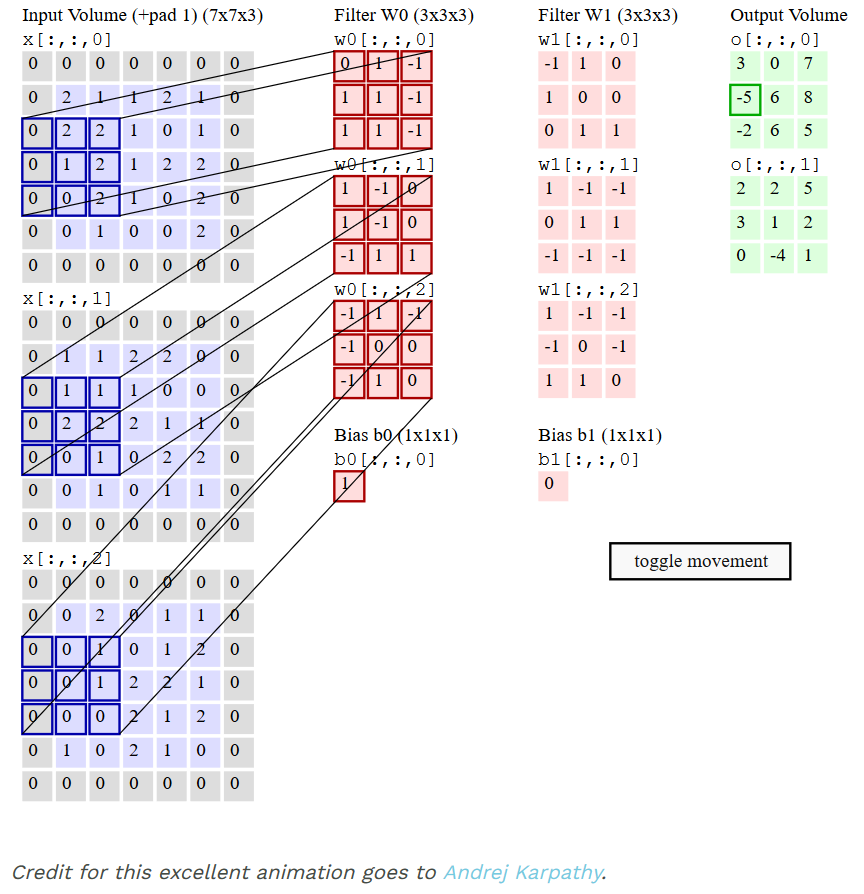 Input Volume (+pad 1) (7x7x3) Filter W0 (3x3x3) Filter W1 (3x3x3) Output Volume
x[:,:,0] w0[:,:,0] w1[:,:,0] o[:,:,0]
0 0 0 0 0 0 0 0 1 -1 -1 1 0 3 0 7
0 2 1 1 2 1 0 1 1 -1 1 0 0 -5 6 8
0 2 2 1 0 1 0 1 1 -1 0 1 1 -2 6 5
0 1 2 1 2 2 0 w0[:,:,1] w1[:,:,1] o[:,:,1]
0 0 2 1 0 2 0 1 -1 0 1 -1 -1 2 2 5
0 0 1 0 0 2 0 1 -1 0 0 1 1 3 1 2
0 0 0 0 0 0 0 -1 1 1 -1 -1 -1 0 -4 1
x[:,:,1] w0[:,:,2] w1[:,:,2]
0 0 0 0 0 0 0 -1 1 -1 1 -1 -1
0 1 1 2 2 0 0 -1 0 0 -1 0 -1
0 1 1 1 0 0 0 -1 1 0 1 1 0
0 2 2 2 1 1 0 Bias b0 (1x1x1) Bias b1 (1x1x1)
0 0 1 0 2 2 0 b0[:,:,0] b1[:,:,0]
0 0 1 0 1 1 0 1 0
0 0 0 0 0 0 0
x[:,:,2] toggle movement
0 0 0 0 0 0 0
0 0 2 0 1 1 0
0 0 1 0 1 2 0
0 0 1 2 2 1 0
0 0 0 2 1 2 0
0 1 0 2 1 0 0
0 0 0 0 0 0 0
Credit for this excellent animation goes to Andrej Karpathy.